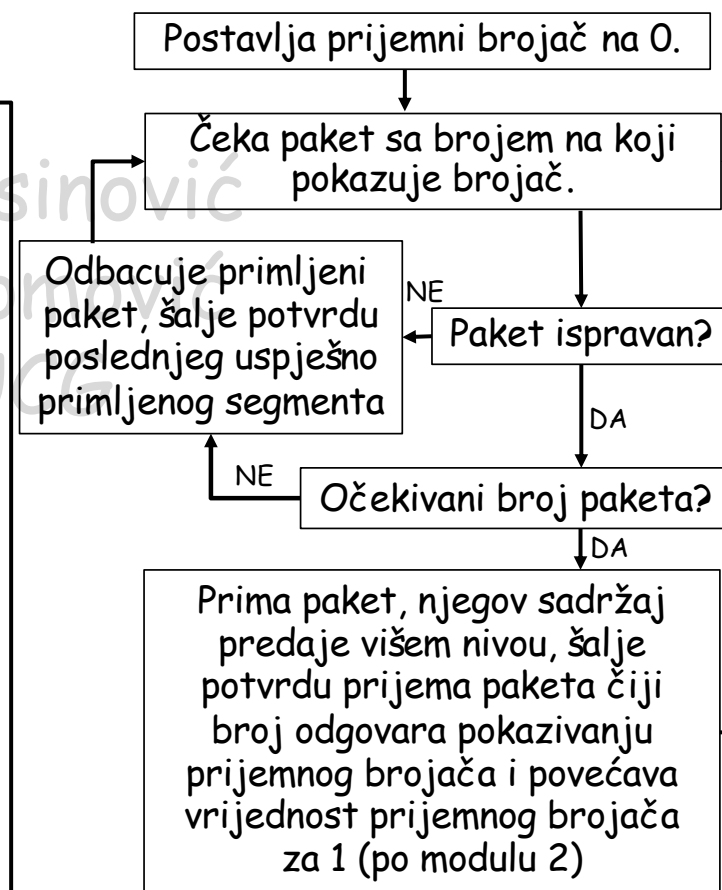 Postavlja prijemni brojač na 0.
Čeka paket sa brojem na koji
pokazuje brojač.
Odbacuje primljeni
paket, šalje potvrdu
poslednjeg uspješno
primljenog segmenta
NE
Paket ispravan?
DA
NE
Očekivani broj paketa?
DA
Prima paket, njegov sadržaj
predaje višem nivou, šalje
potvrdu prijema paketa čiji
broj odgovara pokazivanju
prijemnog brojača i povećava
vrijednost prijemnog brojača
za 1 (po modulu 2)